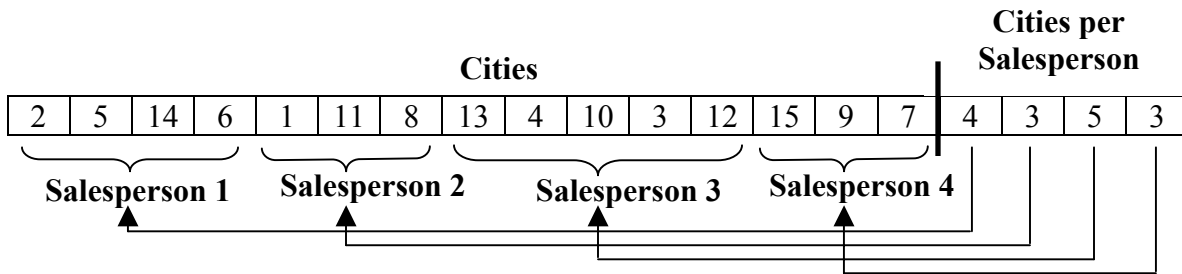 Cities per
Salesperson
Cities
2 5 14 6 1 11 8 13 4 10 3 12 15 9 7 4 3 5 3
Salesperson 1 Salesperson 2 Salesperson 3 Salesperson 4